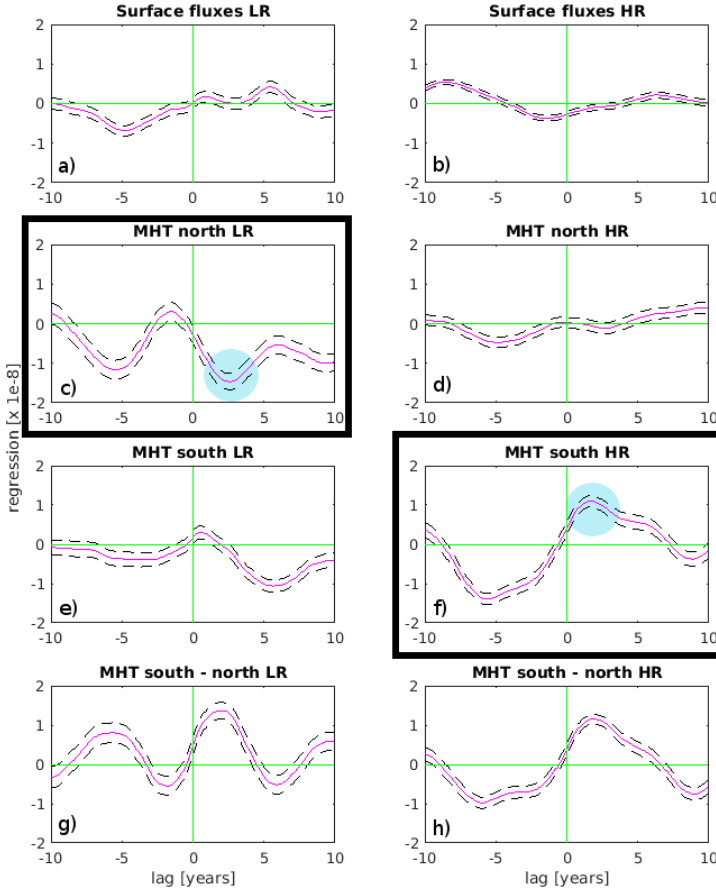 Surface fluxes LR
Surface fluxes HR
2
1
0
-1
-2
a)
-10 -5 0 5 10
2
1
0
-1
-2
b)
-10 -5 0 5 10
MHT north LR
MHT north HR
2
1
0
-1
-2
c)
-10 -5 0 5 10
2
1
0
-1
-2
d)
-10 -5 0 5 10
regression [x 1e-8]
MHT south LR
MHT south HR
2
1
0
-1
-2
e)
-10 -5 0 5 10
2
1
0
-1
-2
f)
-10 -5 0 5 10
MHT south - north LR
MHT south - north HR
2
1
0
-1
-2
g)
-10 -5 0 5 10
lag [years]
2
1
0
-1
-2
h)
-10 -5 0 5 10
lag [years]